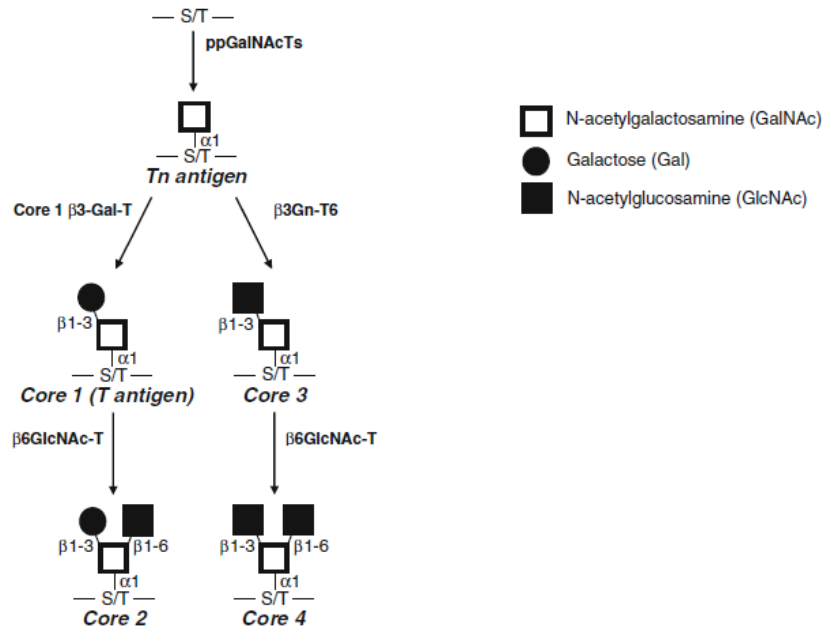 — S/T —
ppGalNAcTs
α1
— S/T —
Tn antigen
N-acetylgalactosamine (GalNAc)
Galactose (Gal)
N-acetylglucosamine (GlcNAc)
Core 1 β3-Gal-T
β3Gn-T6
β1-3
α1
— S/T —
Core 1 (T antigen)
β1-3
α1
— S/T —
Core 3
β6GlcNAc-T
β6GlcNAc-T
β1-3 β1-6
α1
— S/T —
Core 2
β1-3 β1-6
α1
— S/T —
Core 4